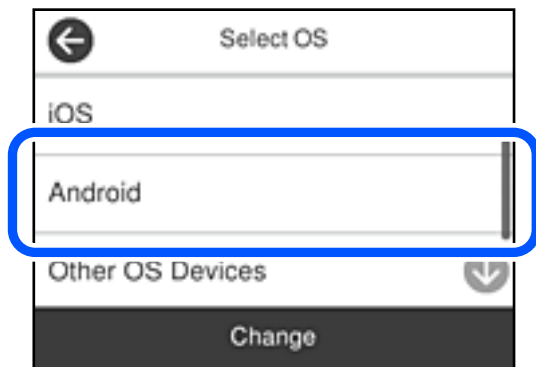 Select OS
iOS
Android
Other OS Devices
Change